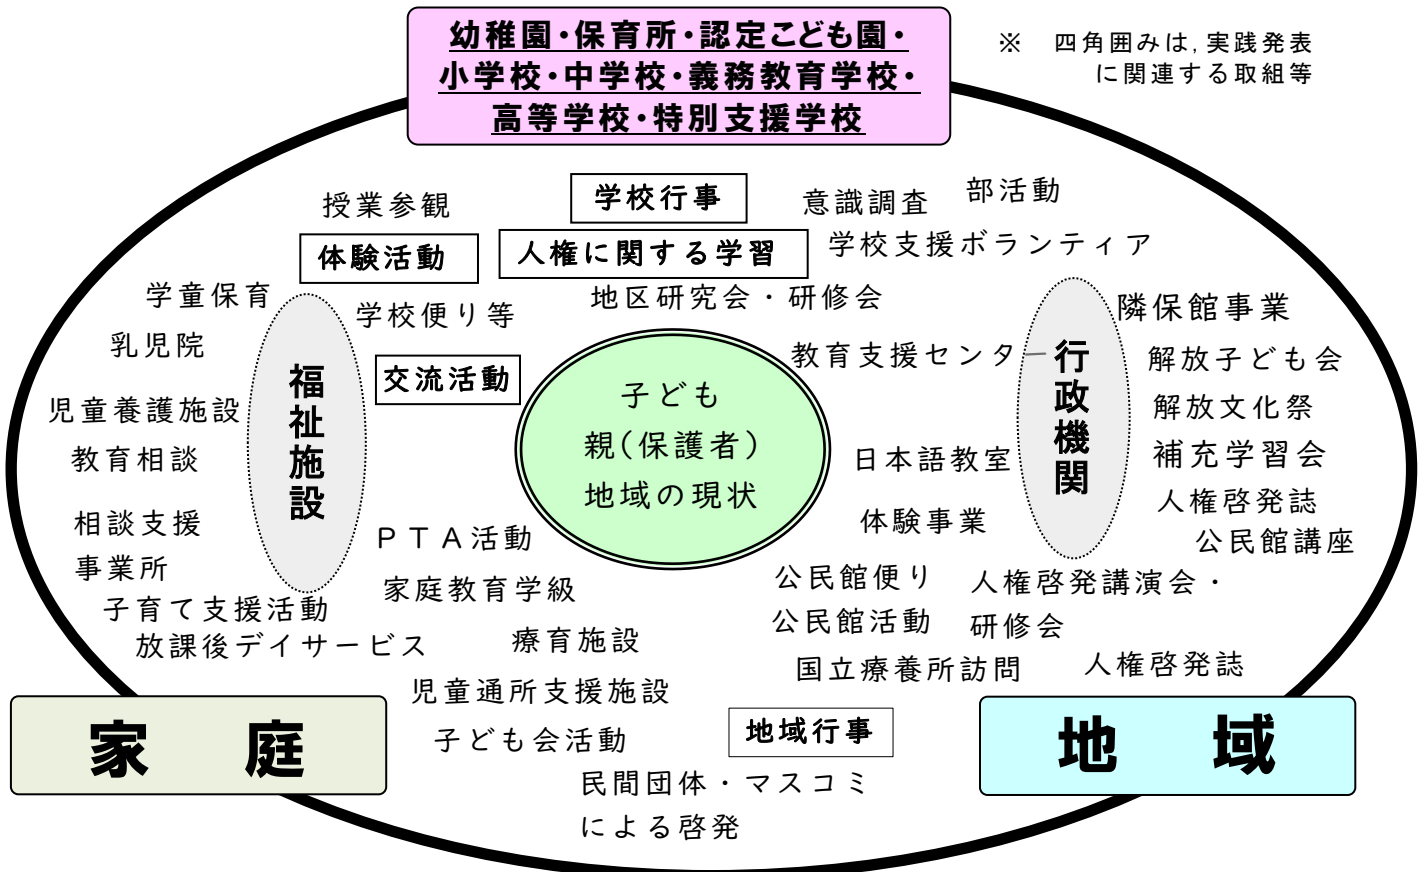 幼稚園・保育所・認定こども園・
小学校・中学校・義務教育学校・
高等学校・特別支援学校
※　四角囲みは,実践発表
に関連する取組等
授業参観
学校行事
意識調査
部活動
体験活動
人権に関する学習
学校支援ボランティア
学童保育
学校便り等
地区研究会・研修会
隣保館事業
乳児院
福祉施設
交流活動
教育支援センター
行政機関
解放子ども会
児童養護施設
子ども
親(保護者)
地域の現状
解放文化祭
教育相談
日本語教室
補充学習会
相談支援
事業所
体験事業
人権啓発誌
公民館講座
PTA活動
家庭教育学級
公民館便り
人権啓発講演会・
研修会
子育て支援活動
放課後デイサービス
療育施設
公民館活動
国立療養所訪問
人権啓発誌
児童通所支援施設
家庭
子ども会活動
地域行事
地域
民間団体・マスコミ
による啓発